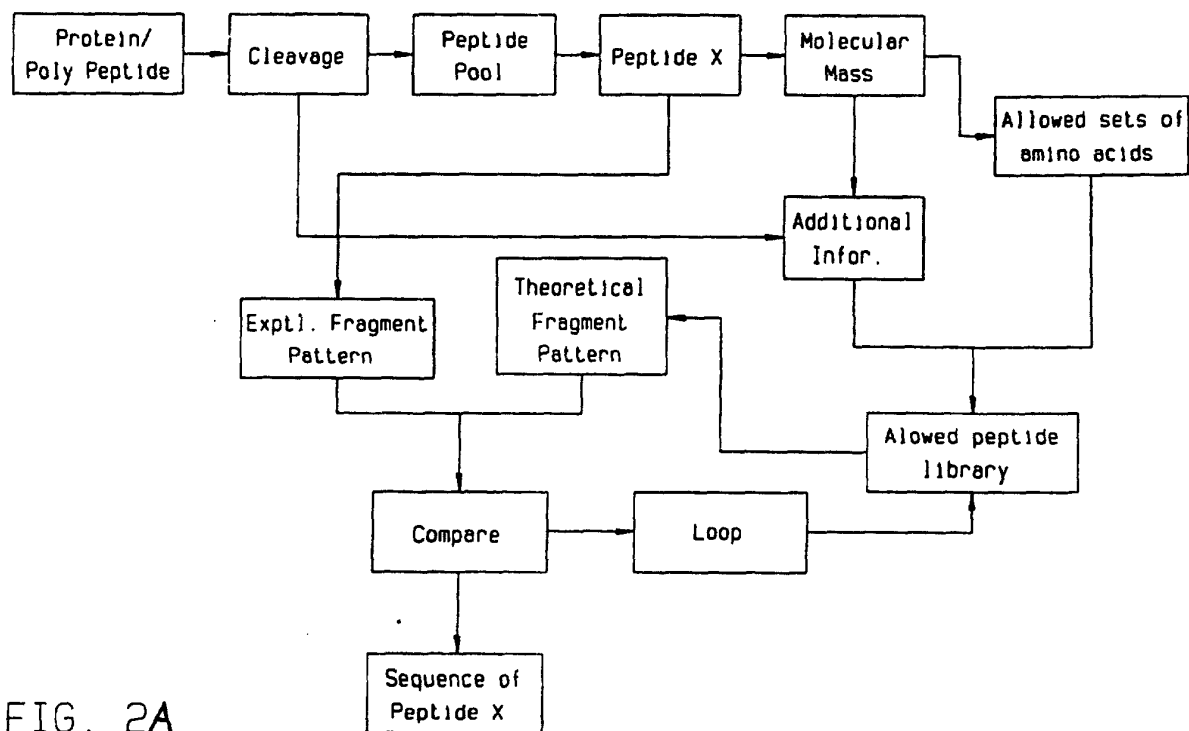 Protein/
Poly Peptide
Cleavage
Peptide
Pool
Peptide X
Molecular
Mass
Allowed sets of
amino acids
Additional
Infor.
Theoretical
Fragment
Pattern
Exptl. Fragment
Pattern
Alowed peptide
library
Compare
Loop
Sequence of
Peptide X
FIG. 2A